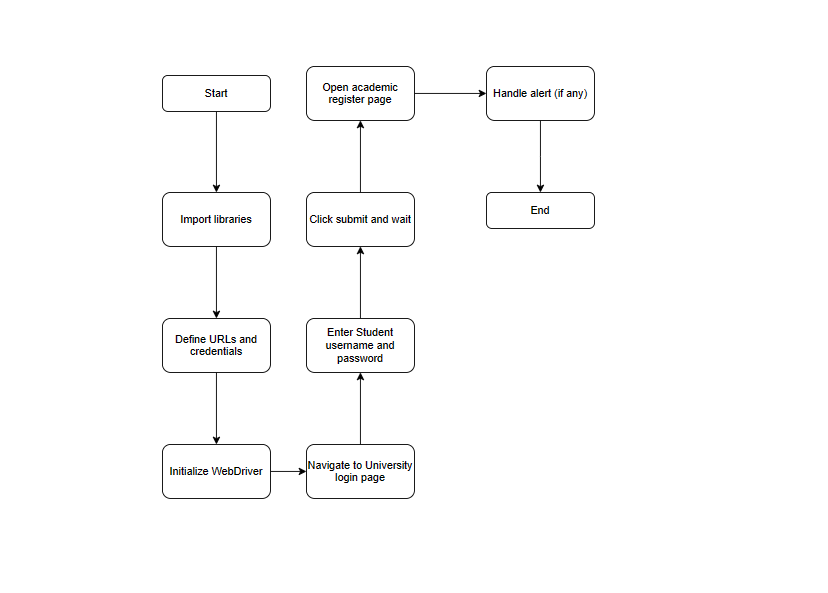 Start
Import libraries
Define URLs and
credentials
Initialize WebDriver
Navigate to University
login page
Enter Student
username and
password
Click submit and wait
Open academic
register page
Handle alert (if any)
End